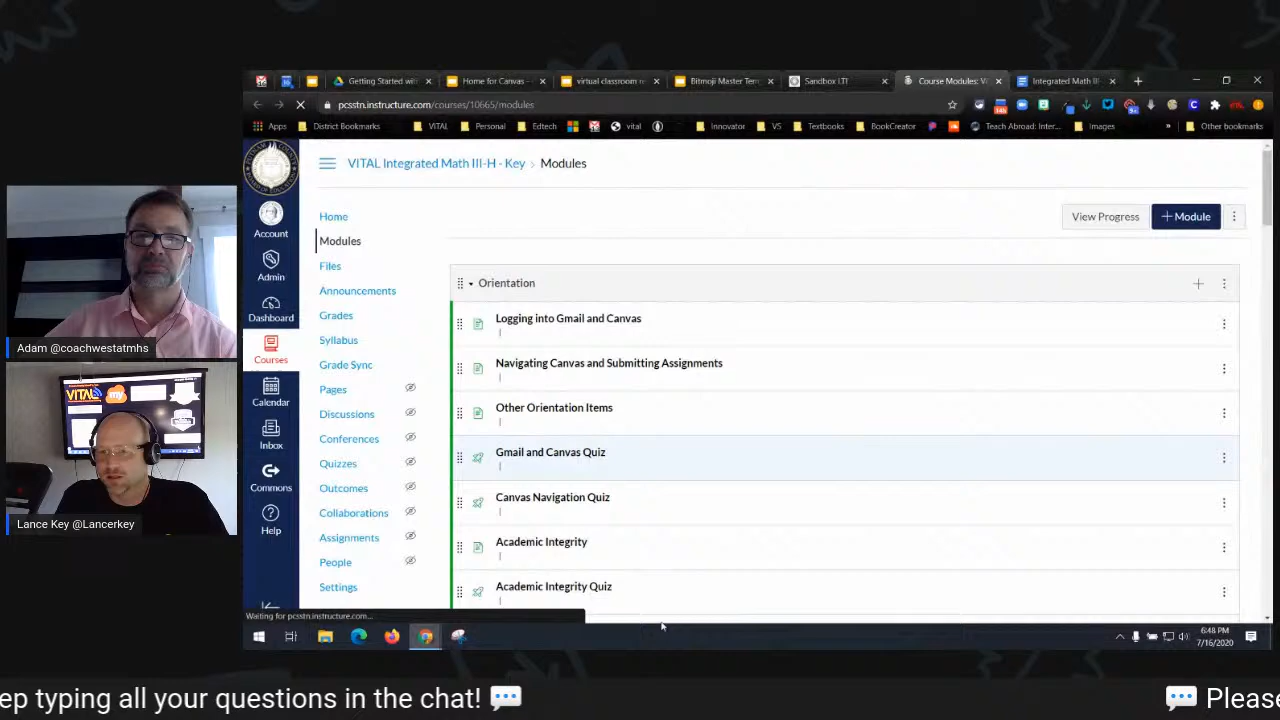 Getting Started wit
Home for Canvas -
virtual classroom
Bitmoji Master Tem
Sandbox LTI
Course Modules: V
Integrated Math II
pcsstn.instructure.com/courses/10665/modules
Apps
District Bookmarks
VITAL
Personal
Edtech
vital
Innovator
VS
Textbooks
BookCreator
Teach Abroad: Inter...
Images
»
Other bookmarks
VITAL Integrated Math III-H - Key > Modules
Account
Admin
Dashboard
Courses
Calendar
Inbox
Commons
Help
Home
Modules
Files
Announcements
Grades
Syllabus
Grade Sync
Pages
Discussions
Conferences
Quizzes
Outcomes
Collaborations
Assignments
People
Settings
View Progress
+ Module
Orientation
Logging into Gmail and Canvas
Navigating Canvas and Submitting Assignments
Other Orientation Items
Gmail and Canvas Quiz
Canvas Navigation Quiz
Academic Integrity
Academic Integrity Quiz
Waiting for pcsstn.instructure.com...
6:48 PM
7/16/2020
Adam @coachwestatmhs
VITAL
my
Lance Key @Lancerkey
ep typing all your questions in the chat! 💬
💬 Please